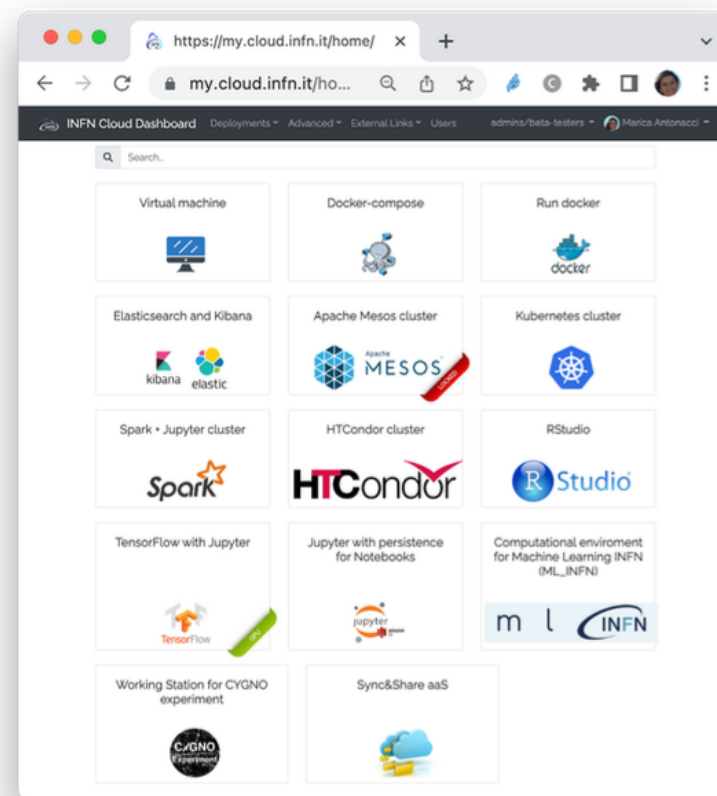 https://my.cloud.infn.it/home/
my.cloud.infn.it/ho...
INFN Cloud Dashboard Deployments Advanced External Links Users admins/beta-testers Marica Antonacci
Search..
Virtual machine Docker-compose Run docker
docker
Elasticsearch and Kibana Apache Mesos cluster Kubernetes cluster
kibana elastic Apache MESOS LOCKED
Spark + Jupyter cluster HTCondor cluster RStudio
Spark HTCondor R Studio
TensorFlow with Jupyter Jupyter with persistence for Notebooks Computational enviroment for Machine Learning INFN (ML_INFN)
TensorFlow GPU jupyter ml INFN
Working Station for CYGNO experiment Sync&Share aaS
CYGNO Experiment